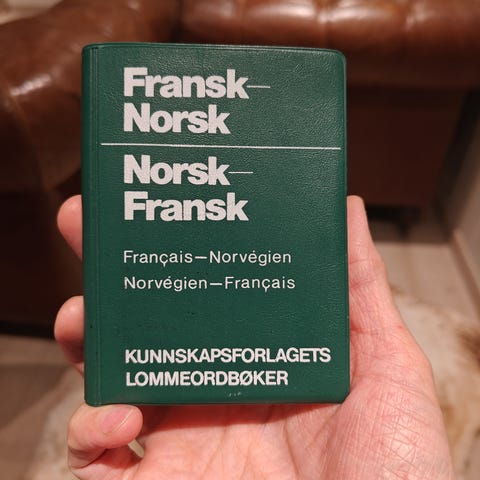 Fransk—
Norsk
Norsk—
Fransk
Français—Norvégien
Norvégien—Français
KUNNSKAPSFORLAGETS
LOMMEORDBØKER